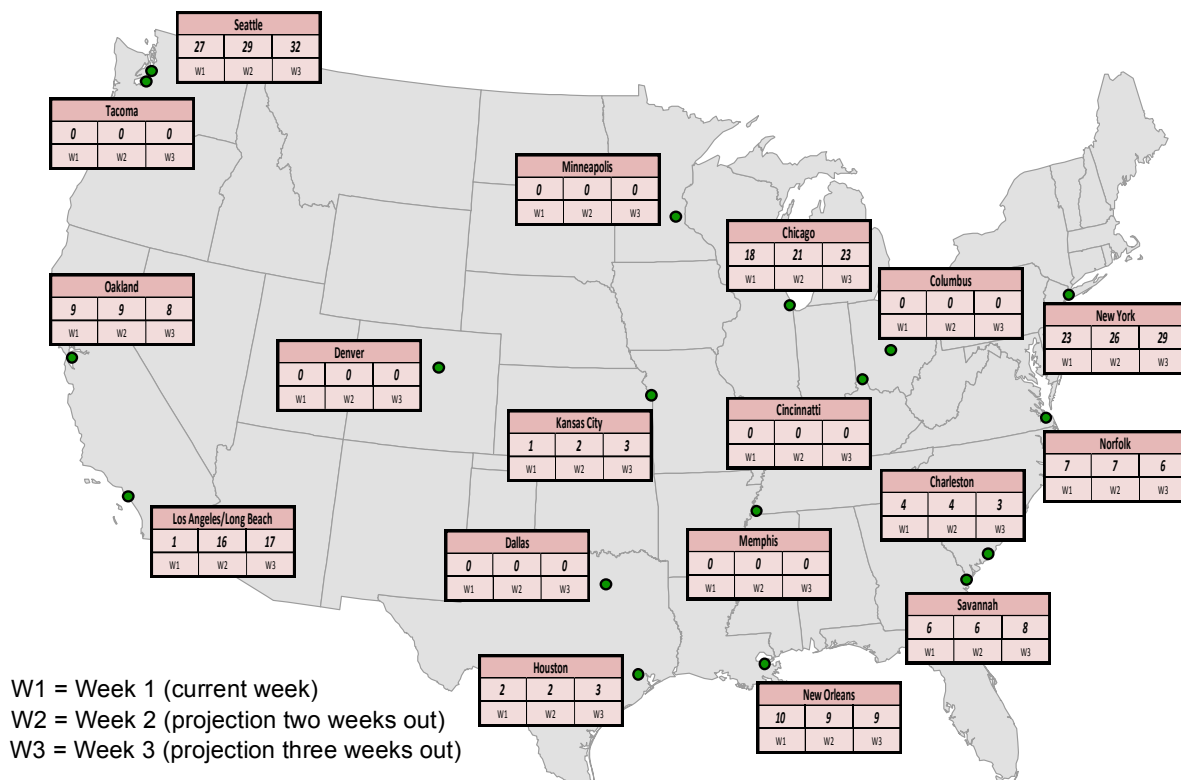 Seattle
27 29 32
W1 W2 W3
Tacoma
0 0 0
W1 W2 W3
Minneapolis
0 0 0
W1 W2 W3
Chicago
18 21 23
W1 W2 W3
Columbus
0 0 0
W1 W2 W3
Oakland
9 9 8
W1 W2 W3
New York
23 26 29
W1 W2 W3
Denver
0 0 0
W1 W2 W3
Kansas City
1 2 3
W1 W2 W3
Cincinnatti
0 0 0
W1 W2 W3
Norfolk
7 7 6
W1 W2 W3
Charleston
4 4 3
W1 W2 W3
Los Angeles/Long Beach
1 16 17
W1 W2 W3
Dallas
0 0 0
W1 W2 W3
Memphis
0 0 0
W1 W2 W3
Savannah
6 6 8
W1 W2 W3
Houston
2 2 3
W1 W2 W3
New Orleans
10 9 9
W1 W2 W3
W1 = Week 1 (current week)
W2 = Week 2 (projection two weeks out)
W3 = Week 3 (projection three weeks out)